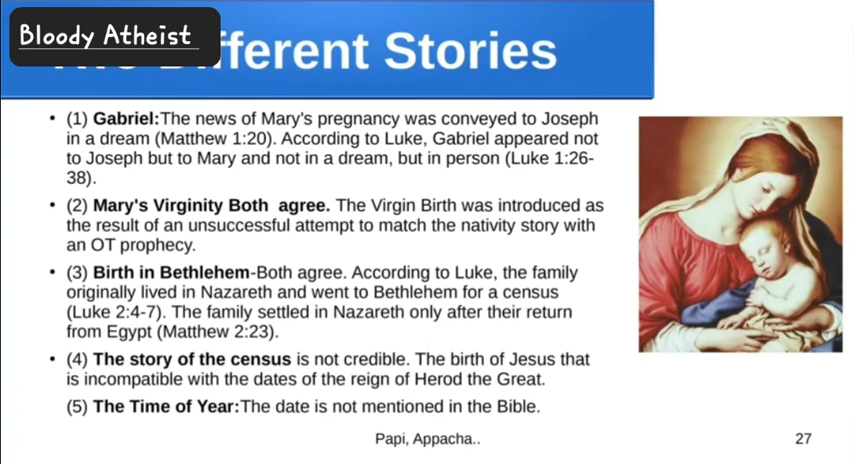 Bloody Atheist
Different Stories
• (1) Gabriel:The news of Mary's pregnancy was conveyed to Joseph
in a dream (Matthew 1:20). According to Luke, Gabriel appeared not
to Joseph but to Mary and not in a dream, but in person (Luke 1:26-
38).
• (2) Mary's Virginity Both agree. The Virgin Birth was introduced as
the result of an unsuccessful attempt to match the nativity story with
an OT prophecy.
• (3) Birth in Bethlehem-Both agree. According to Luke, the family
originally lived in Nazareth and went to Bethlehem for a census
(Luke 2:4-7). The family settled in Nazareth only after their return
from Egypt (Matthew 2:23).
• (4) The story of the census is not credible. The birth of Jesus that
is incompatible with the dates of the reign of Herod the Great.
(5) The Time of Year:The date is not mentioned in the Bible.
Papi, Appacha..
27